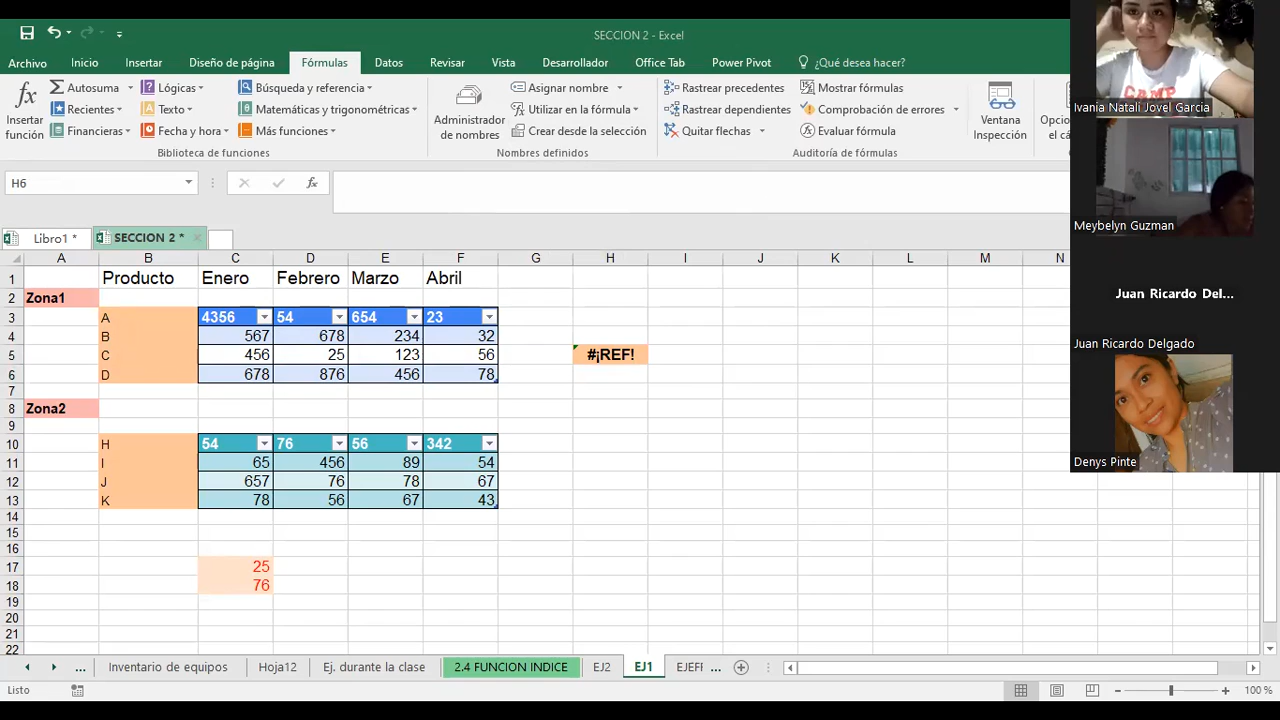 SECCION 2 - Excel
Archivo Inicio Insertar Diseño de página Fórmulas Datos Revisar Vista Desarrollador Office Tab Power Pivot ¿Qué desea hacer?
Insertar función
Autosuma
Recientes
Financieras
Lógicas
Texto
Fecha y hora
Búsqueda y referencia
Matemáticas y trigonométricas
Más funciones
Biblioteca de funciones
Administrador de nombres
Asignar nombre
Utilizar en la fórmula
Crear desde la selección
Nombres definidos
Rastrear precedentes
Rastrear dependientes
Quitar flechas
Mostrar fórmulas
Comprobación de errores
Evaluar fórmula
Auditoría de fórmulas
Ventana Inspección
H6 fx
Libro1 * SECCION 2 *
A B C D E F G H I J K L M N
1 Producto Enero Febrero Marzo Abril
2 Zona1
3 A 4356 54 654 23
4 B 567 678 234 32
5 C 456 25 123 56 #¡REF!
6 D 678 876 456 78
7
8 Zona2
9
10 H 54 76 56 342
11 I 65 456 89 54
12 J 657 76 78 67
13 K 78 56 67 43
14
15
16
17 25
18 76
19
20
21
22
... Inventario de equipos Hoja12 Ej. durante la clase 2.4 FUNCION INDICE EJ2 EJ1 ...
Listo 100 %
Ivania Natali Jovel Garcia
Meybelyn Guzman
Juan Ricardo Del...
Juan Ricardo Delgado
Denys Pinte